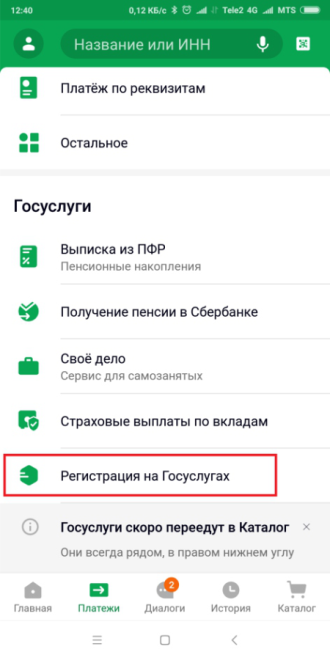 12:40 0,12 КБ/с Tele2 4G MTS
Название или ИНН
Платёж по реквизитам
Остальное
Госуслуги
Выписка из ПФР
Пенсионные накопления
Получение пенсии в Сбербанке
Своё дело
Сервис для самозанятых
Страховые выплаты по вкладам
Регистрация на Госуслугах
Госуслуги скоро переедут в Каталог ×
Они всегда рядом, в правом нижнем углу
2
Главная Платежи Диалоги История Каталог